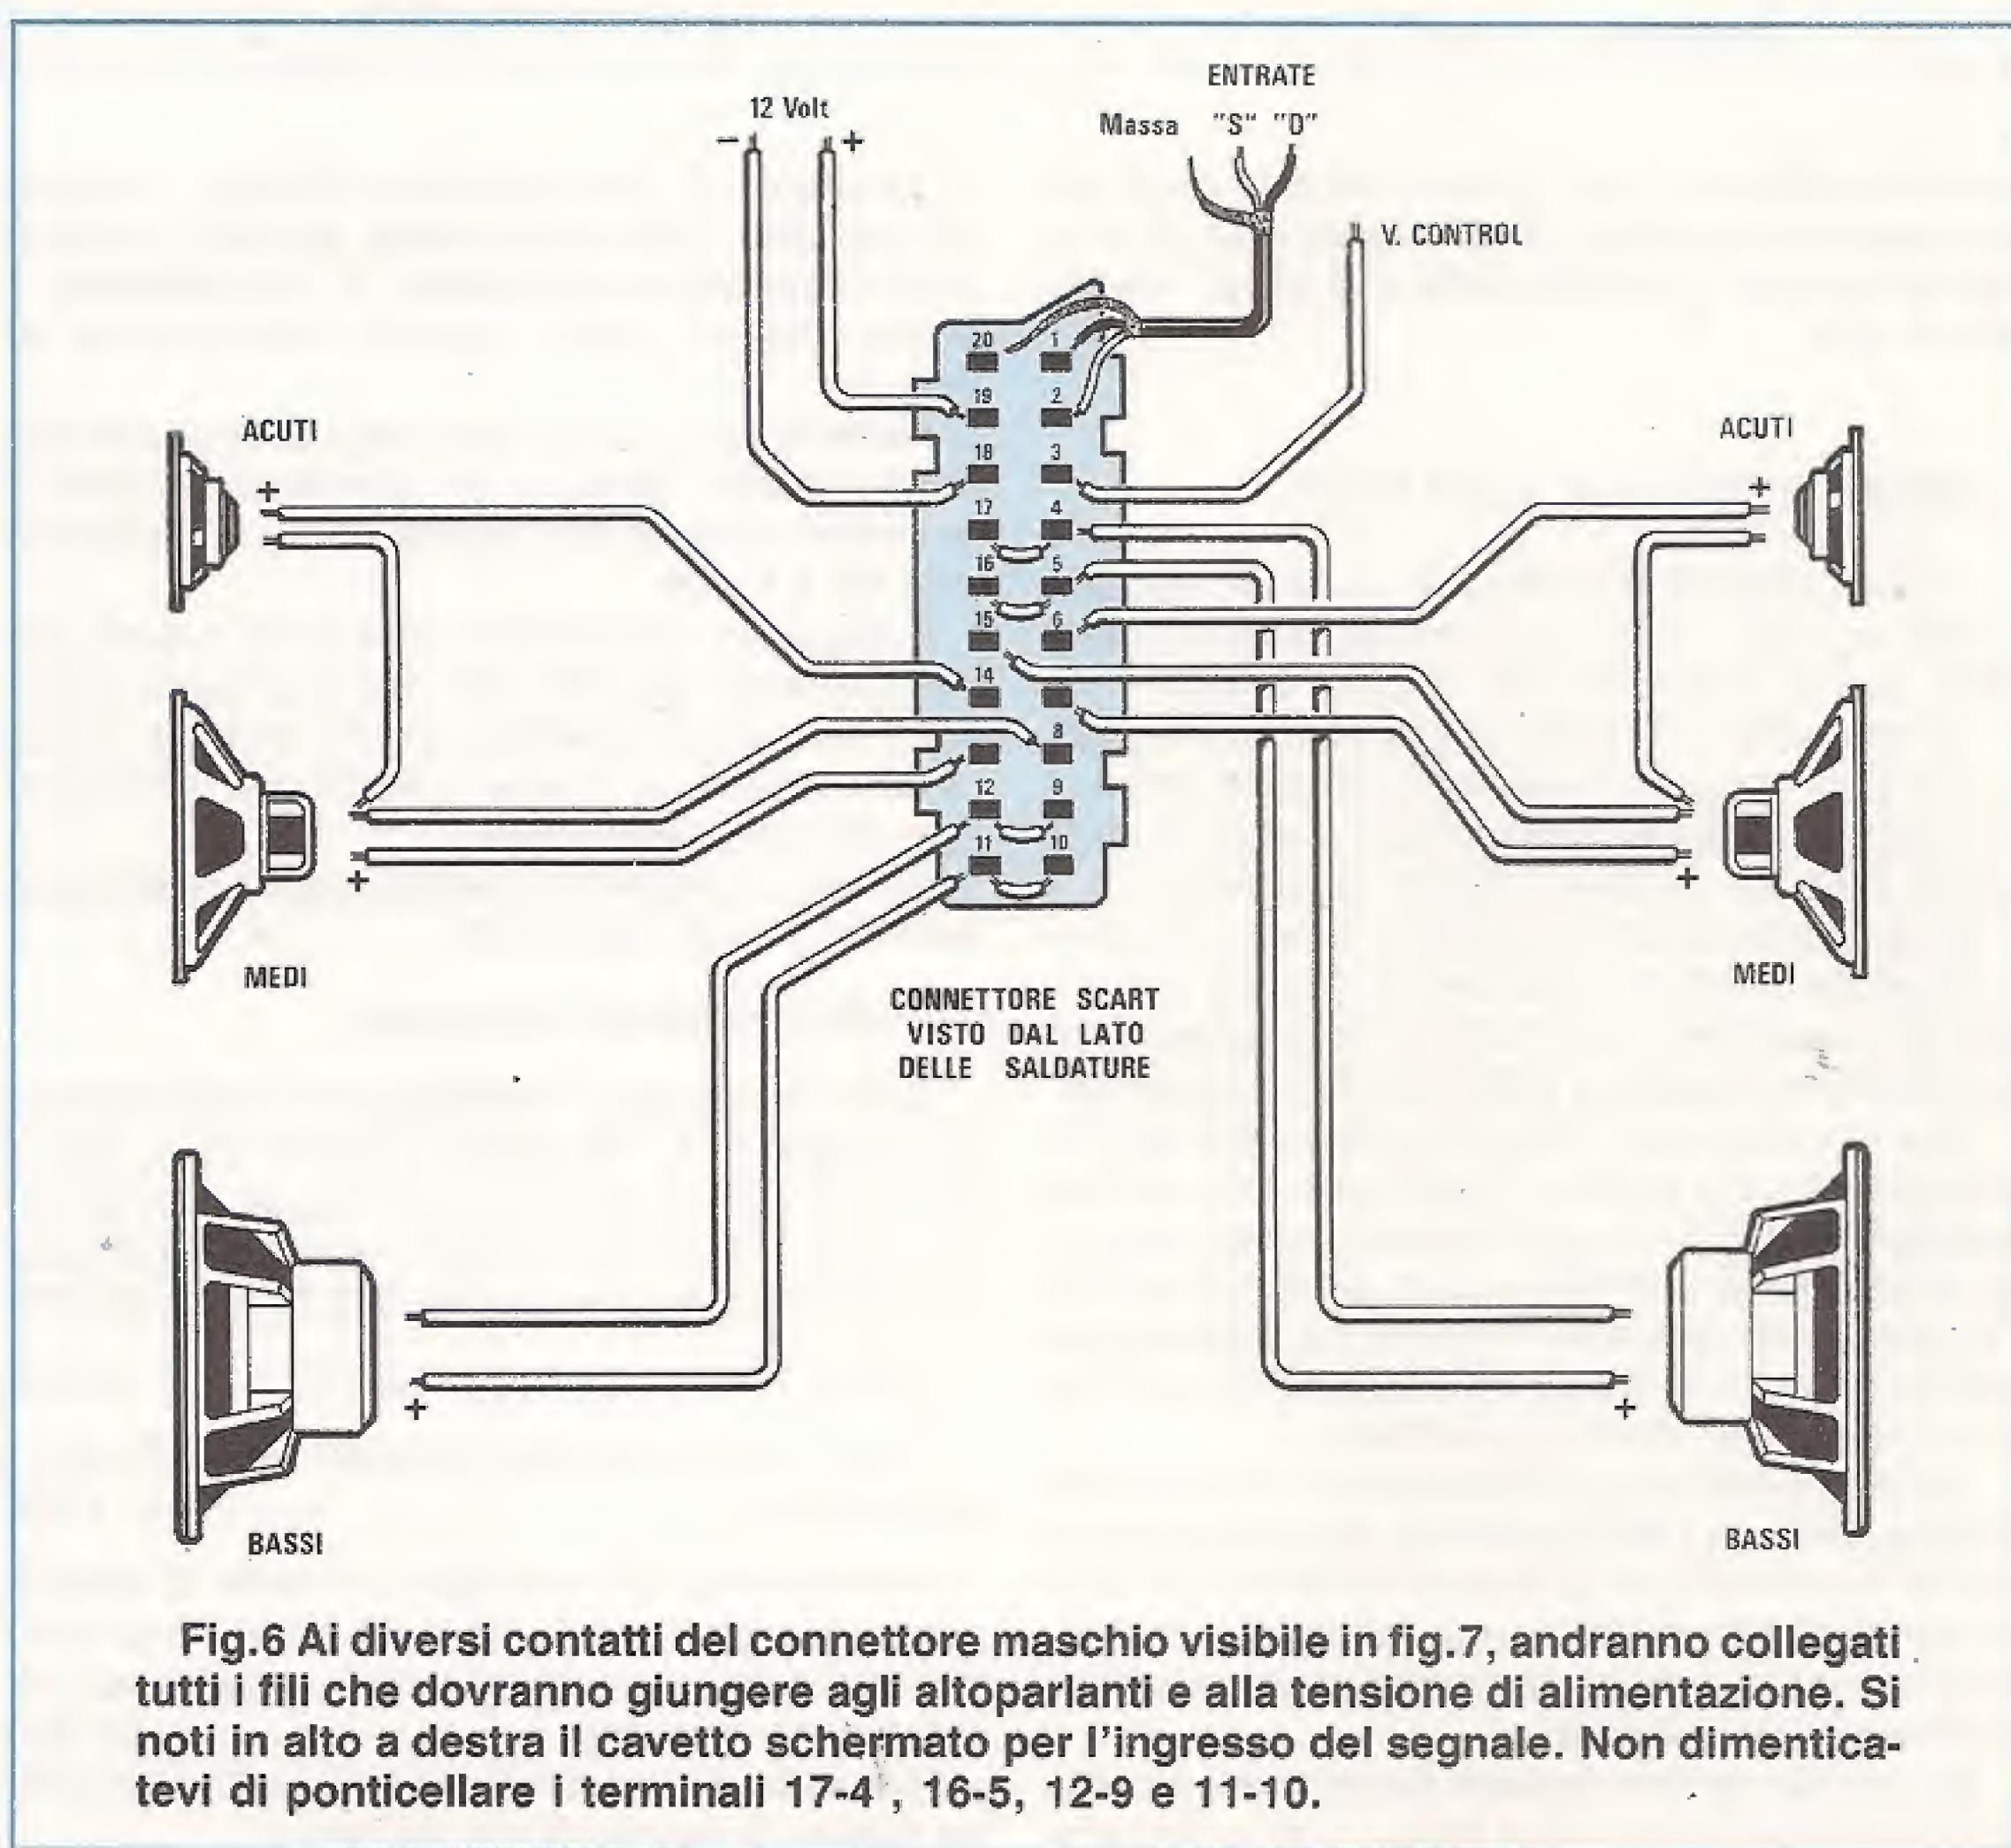 ENTRATE
12 Volt
Massa "S" "D"
- +
V. CONTROL
20 1
19 2
ACUTI
ACUTI
18 3
+
+
17 4
16 5
15 6
14
8
12 9
11 10
+
+
MEDI
MEDI
CONNETTORE SCART
VISTO DAL LATO
DELLE SALDATURE
+
+
BASSI
BASSI
Fig.6 Ai diversi contatti del connettore maschio visibile in fig.7, andranno collegati
tutti i fili che dovranno giungere agli altoparlanti e alla tensione di alimentazione. Si
noti in alto a destra il cavetto schermato per l'ingresso del segnale. Non dimentica-
tevi di ponticellare i terminali 17-4 , 16-5, 12-9 e 11-10.